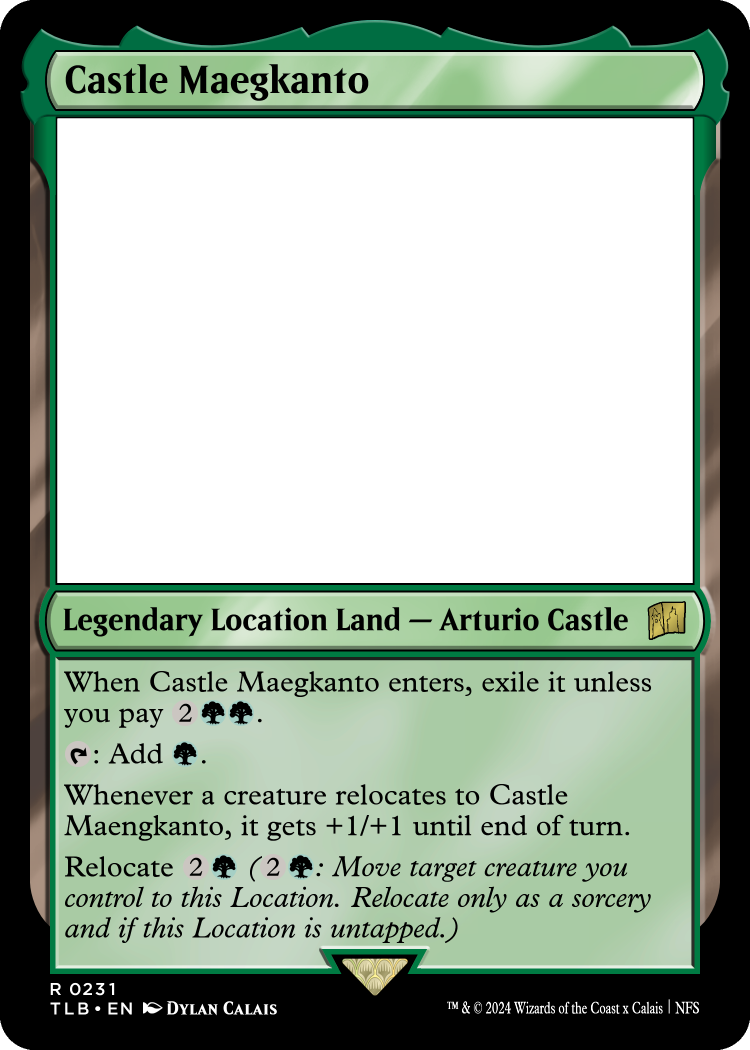 Castle Maegkanto
Legendary Location Land — Arturio Castle
When Castle Maegkanto enters, exile it unless
you pay 2.
: Add .
Whenever a creature relocates to Castle
Maengkanto, it gets +1/+1 until end of turn.
Relocate 2 (2: Move target creature you
control to this Location. Relocate only as a sorcery
and if this Location is untapped.)
R 0231
TLB • EN DYLAN CALAIS
™ & © 2024 Wizards of the Coast x Calais | NFS